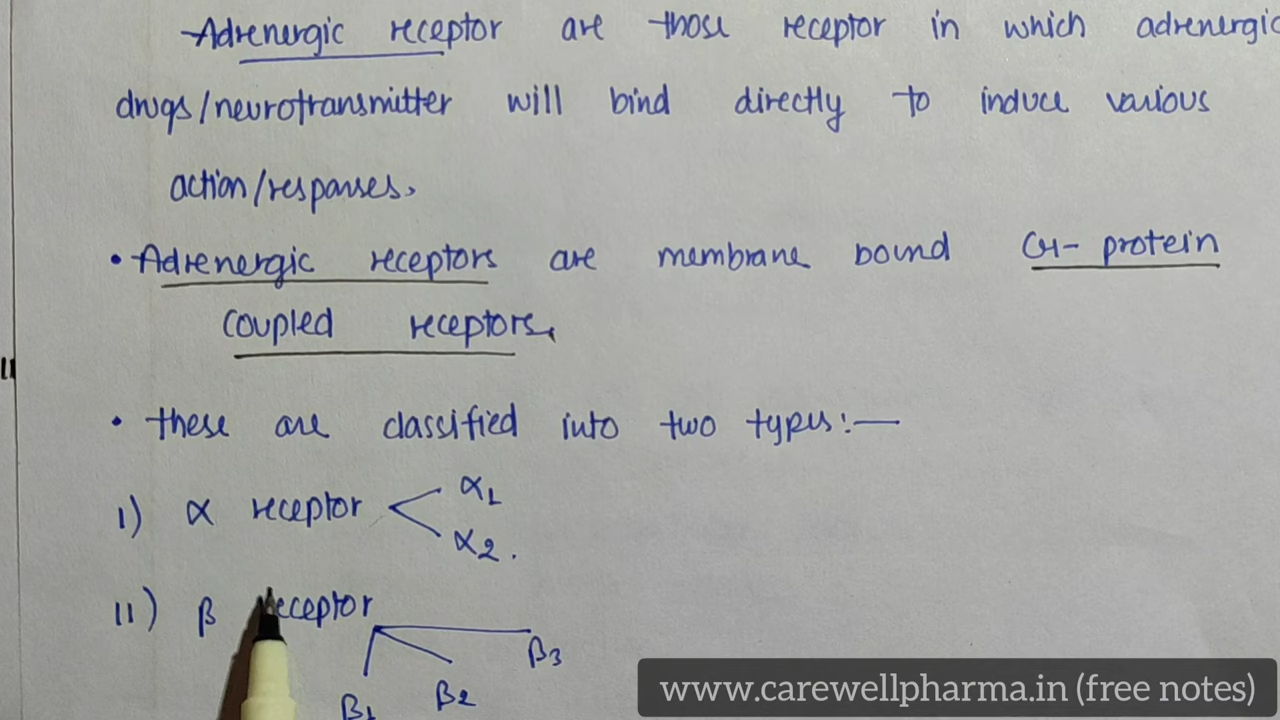 Adrenergic receptor are those receptor in which adrenergic
drugs/neurotransmitter will bind directly to induce various
action/responses.
• Adrenergic receptors are membrane bound G- protein
coupled receptors.
• these are classified into two types:—
I) α receptor α1
α2.
II) β receptor
β3
β1 β2
www.carewellpharma.in (free notes)